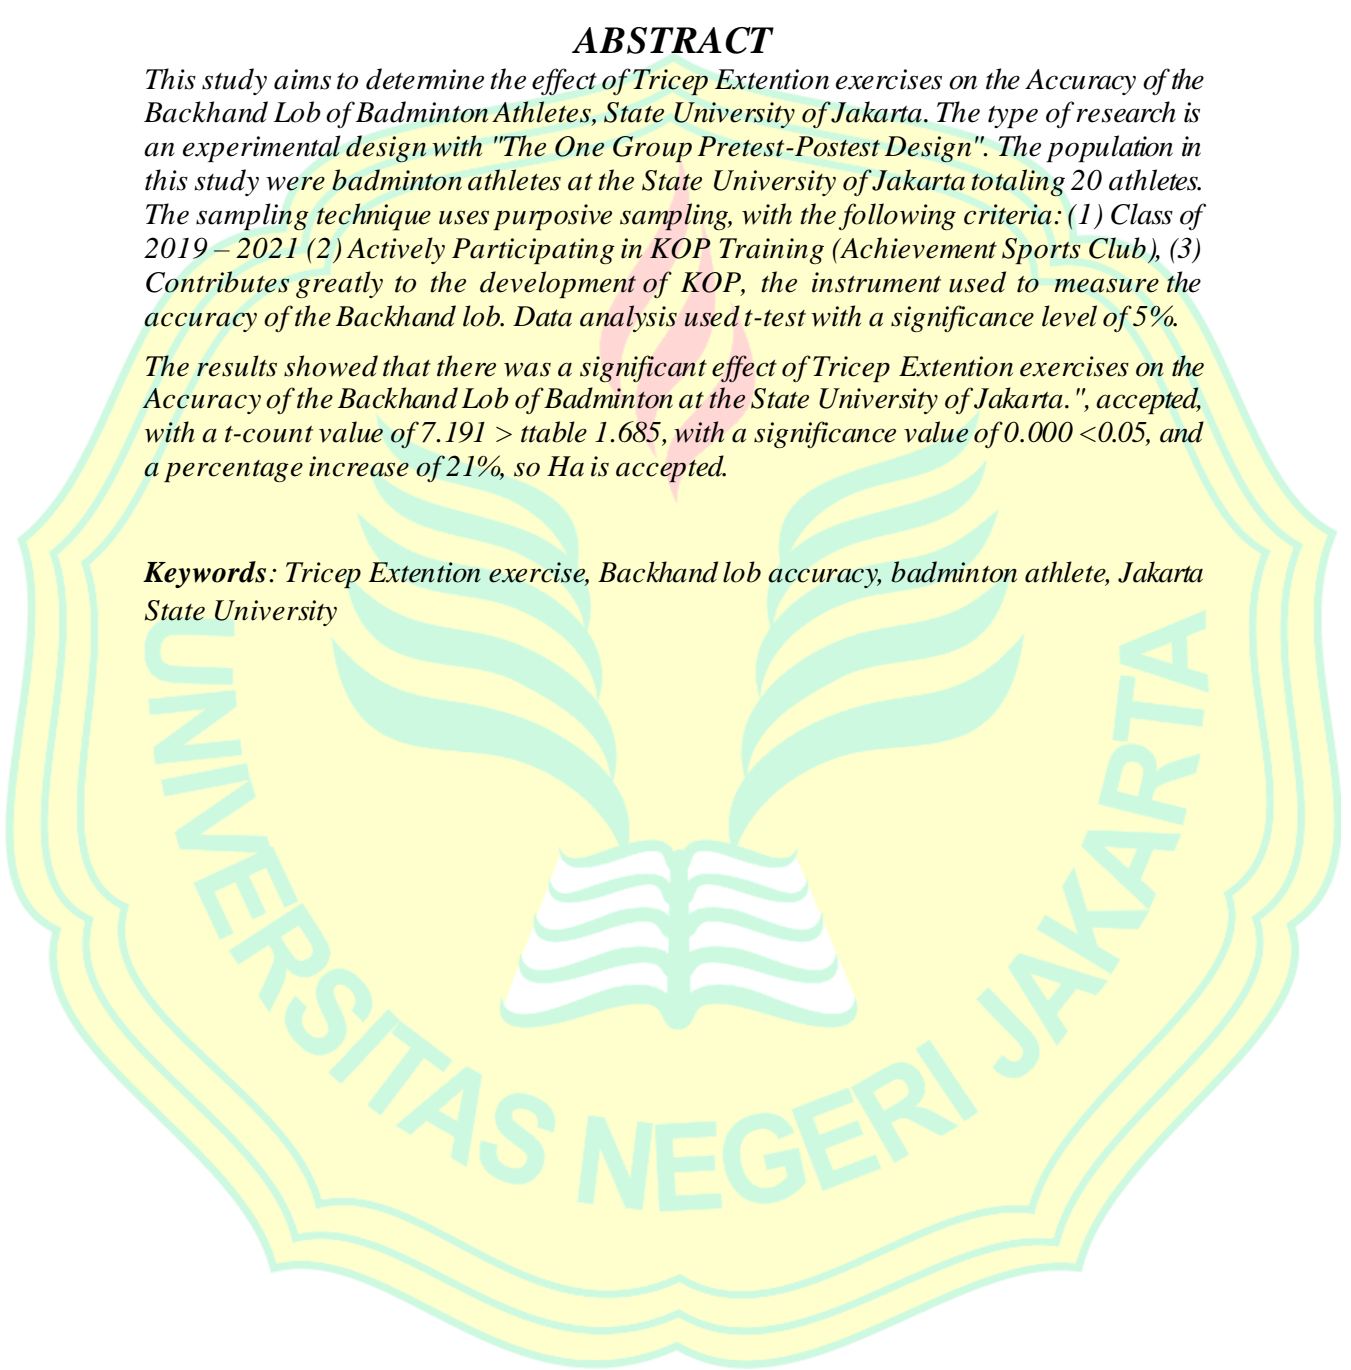 ABSTRACT
This study aims to determine the effect of Tricep Extention exercises on the Accuracy of the
Backhand Lob of Badminton Athletes, State University of Jakarta. The type of research is
an experimental design with "The One Group Pretest-Postest Design". The population in
this study were badminton athletes at the State University of Jakarta totaling 20 athletes.
The sampling technique uses purposive sampling, with the following criteria: (1) Class of
2019 – 2021 (2) Actively Participating in KOP Training (Achievement Sports Club), (3)
Contributes greatly to the development of KOP, the instrument used to measure the
accuracy of the Backhand lob. Data analysis used t-test with a significance level of 5%.
The results showed that there was a significant effect of Tricep Extention exercises on the
Accuracy of the Backhand Lob of Badminton at the State University of Jakarta.", accepted,
with a t-count value of 7.191 > ttable 1.685, with a significance value of 0.000 <0.05, and
a percentage increase of 21%, so Ha is accepted.
Keywords: Tricep Extention exercise, Backhand lob accuracy, badminton athlete, Jakarta
State University
UNIVERSITAS NEGERI JAKARTA